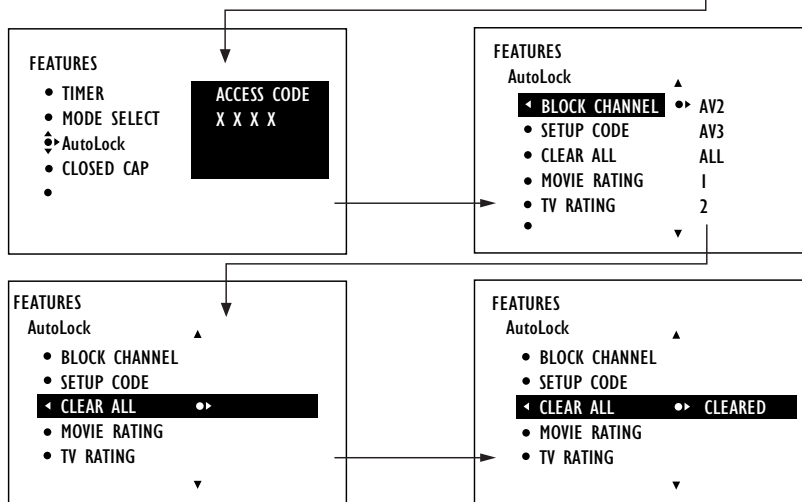 FEATURES
TIMER
MODE SELECT
AutoLock
CLOSED CAP
ACCESS CODE
X X X X
FEATURES
AutoLock
BLOCK CHANNEL AV2
SETUP CODE AV3
CLEAR ALL ALL
MOVIE RATING 1
TV RATING 2
FEATURES
AutoLock
BLOCK CHANNEL
SETUP CODE
CLEAR ALL
MOVIE RATING
TV RATING
FEATURES
AutoLock
BLOCK CHANNEL
SETUP CODE
CLEAR ALL CLEARED
MOVIE RATING
TV RATING